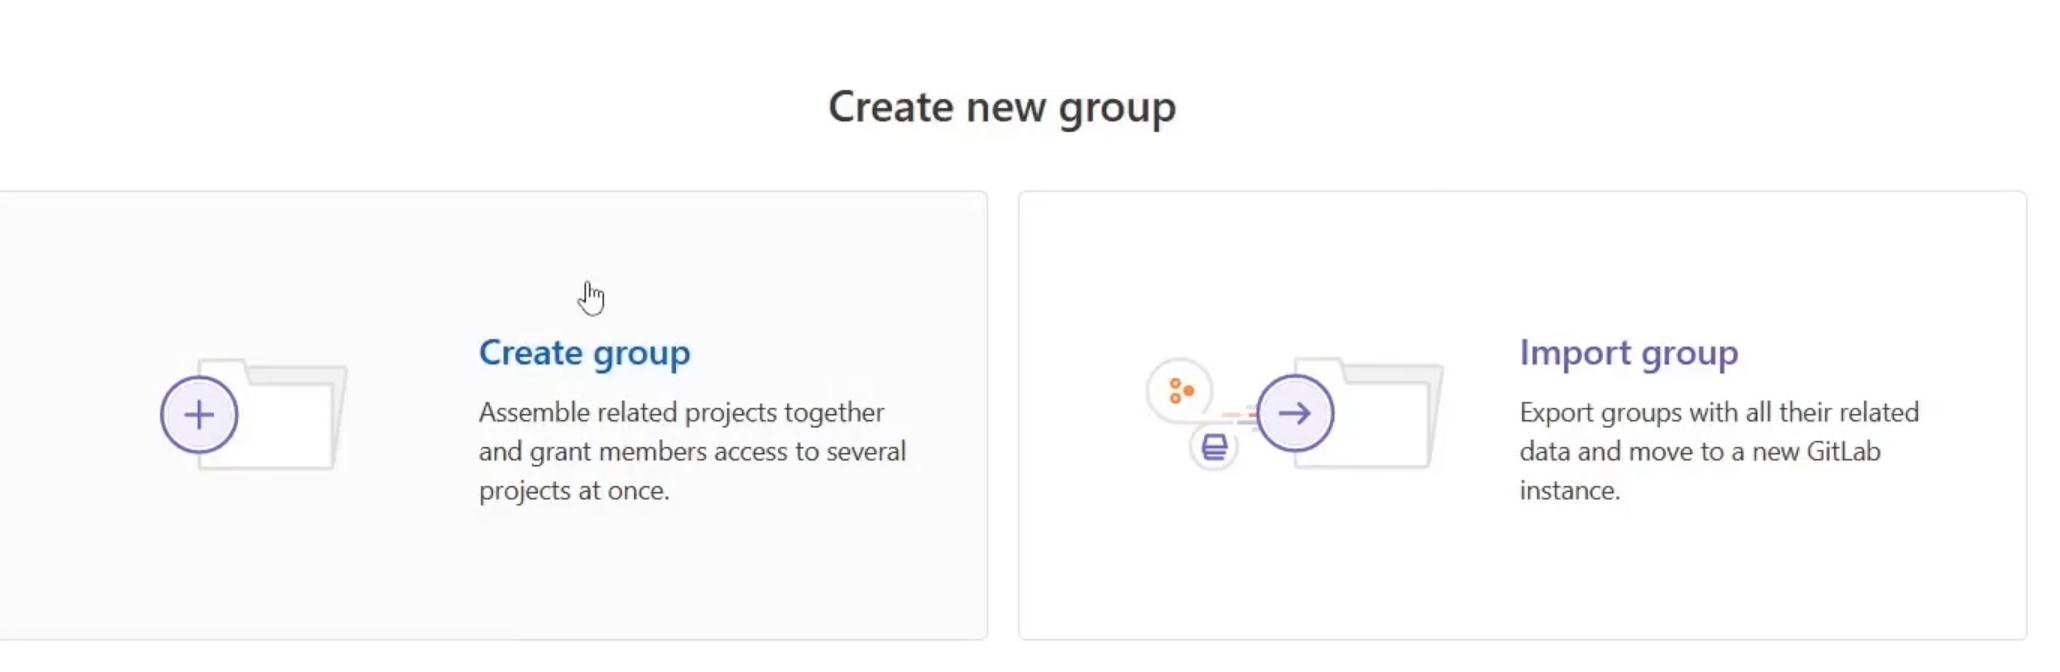 Create new group
Create group
Assemble related projects together
and grant members access to several
projects at once.
Import group
Export groups with all their related
data and move to a new GitLab
instance.